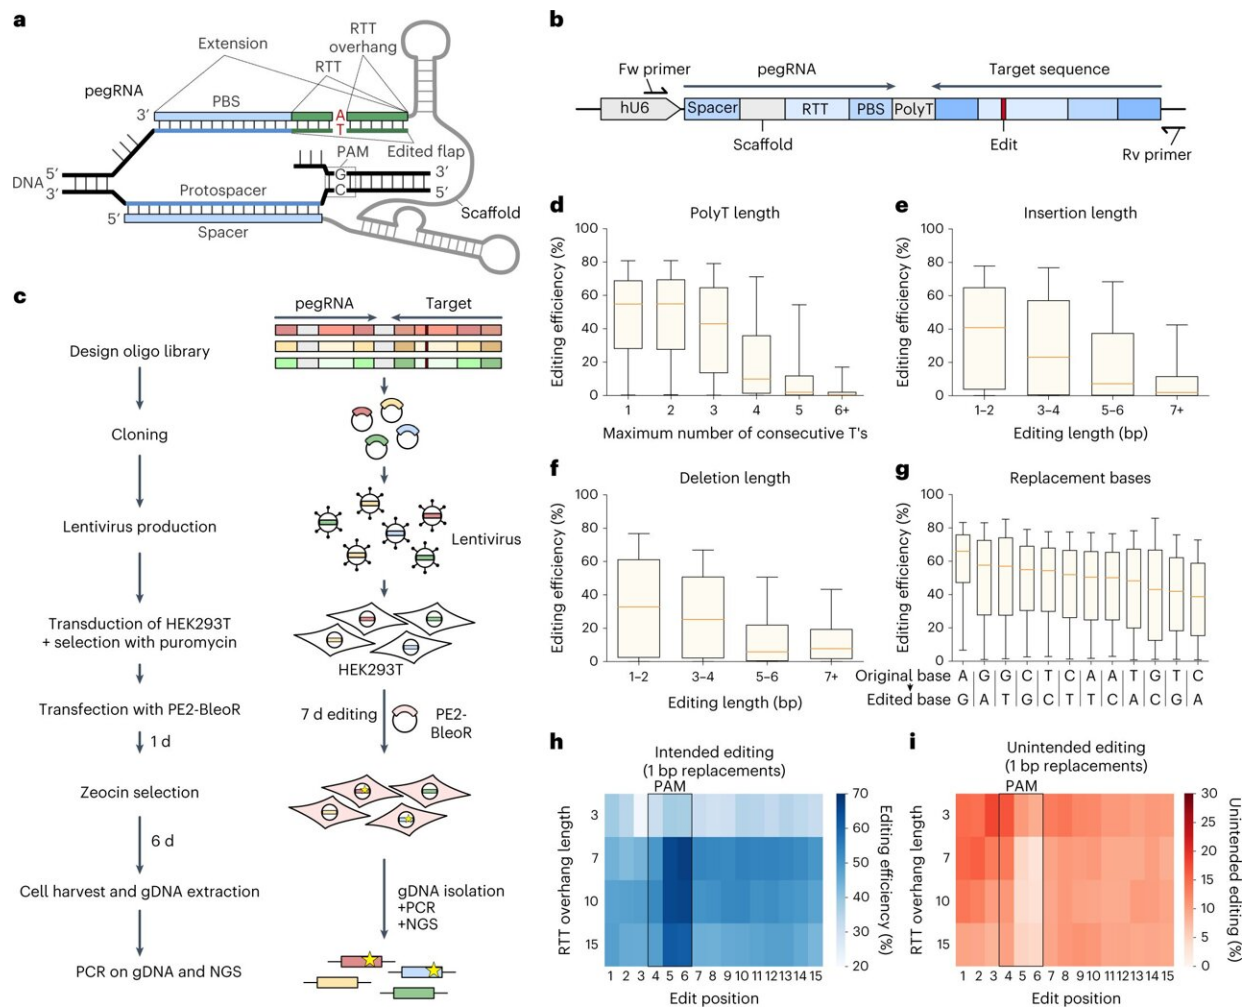 a
Extension
RTT
overhang
RTT
pegRNA
PBS
3′
A
T
Edited flap
PAM
5′
DNA
3′
G
C
3′
5′
Protospacer
Scaffold
5′
Spacer
b
Fw primer
pegRNA
Target sequence
hU6
Spacer
RTT
PBS
PolyT
Scaffold
Edit
Rv primer
c
Design oligo library
Cloning
Lentivirus production
Transduction of HEK293T
+ selection with puromycin
Transfection with PE2-BleoR
1 d
Zeocin selection
6 d
Cell harvest and gDNA extraction
PCR on gDNA and NGS
pegRNA
Target
Lentivirus
HEK293T
7 d editing
PE2-
BleoR
gDNA isolation
+PCR
+NGS
d
PolyT length
Editing efficiency (%)
100
80
60
40
20
0
1 2 3 4 5 6+
Maximum number of consecutive T's
e
Insertion length
Editing efficiency (%)
100
80
60
40
20
0
1–2 3–4 5–6 7+
Editing length (bp)
f
Deletion length
Editing efficiency (%)
100
80
60
40
20
0
1–2 3–4 5–6 7+
Editing length (bp)
g
Replacement bases
Editing efficiency (%)
100
80
60
40
20
0
Original base A G G C T C A A T G T C
Edited base G A T G C T T C A C G A
h
Intended editing
(1 bp replacements)
PAM
RTT overhang length
3
7
10
15
1 2 3 4 5 6 7 8 9 10 11 12 13 14 15
Edit position
70
60
50
40
30
20
Editing efficiency (%)
i
Unintended editing
(1 bp replacements)
PAM
RTT overhang length
3
7
10
15
1 2 3 4 5 6 7 8 9 10 11 12 13 14 15
Edit position
30
25
20
15
10
5
0
Unintended editing (%)